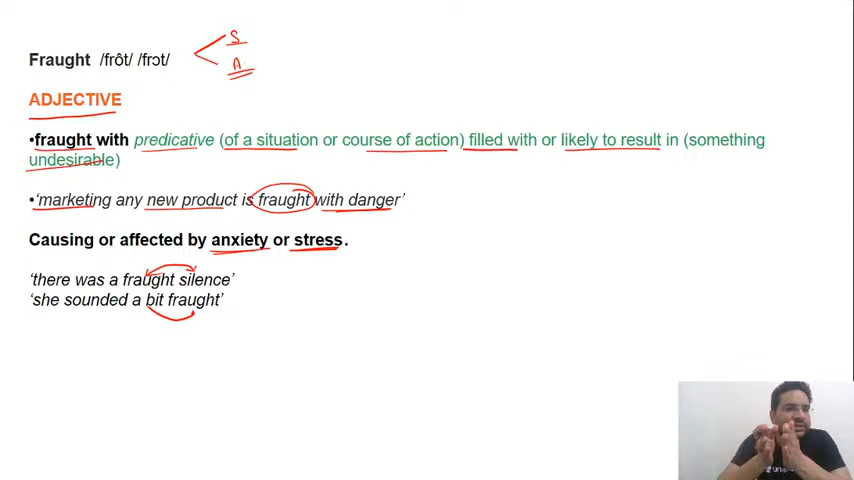 Fraught /frôt/ /frɔt/
S
A
ADJECTIVE
•fraught with predicative (of a situation or course of action) filled with or likely to result in (something
undesirable)
•‘marketing any new product is fraught with danger’
Causing or affected by anxiety or stress.
‘there was a fraught silence’
‘she sounded a bit fraught’